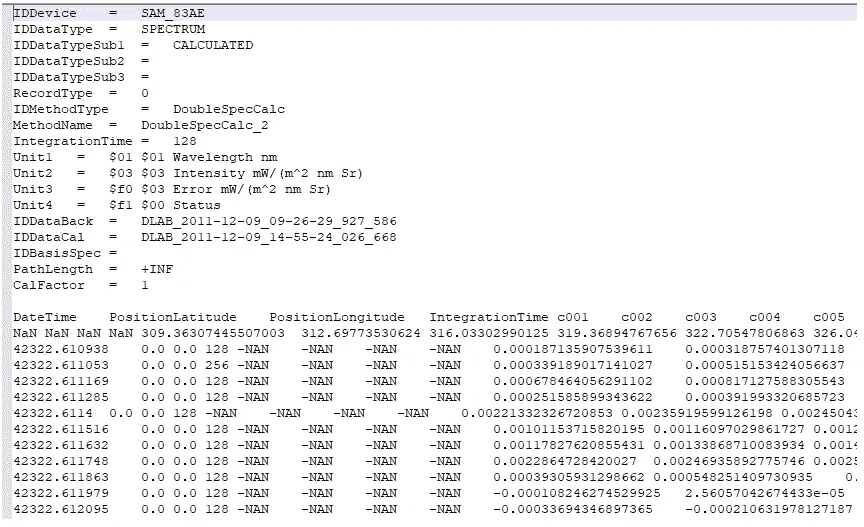 IDDevice = SAM_83AE
IDDataType = SPECTRUM
IDDataTypeSub1 = CALCULATED
IDDataTypeSub2 =
IDDataTypeSub3 =
RecordType = 0
IDMethodType = DoubleSpecCalc
MethodName = DoubleSpecCalc_2
IntegrationTime = 128
Unit1 = $01 $01 Wavelength nm
Unit2 = $03 $03 Intensity mW/(m^2 nm Sr)
Unit3 = $f0 $03 Error mW/(m^2 nm Sr)
Unit4 = $f1 $00 Status
IDDataBack = DLAB_2011-12-09_09-26-29_927_586
IDDataCal = DLAB_2011-12-09_14-55-24_026_668
IDBasisSpec =
PathLength = +INF
CalFactor = 1
DateTime PositionLatitude PositionLongitude IntegrationTime c001 c002 c003 c004 c005
NaN NaN NaN NaN 309.36307445507003 312.69773530624 316.03302990125 319.36894767656 322.70547806863 326.04
42322.610938 0.0 0.0 128 -NAN -NAN -NAN -NAN 0.000187135907539611 0.000318757401307118
42322.611053 0.0 0.0 256 -NAN -NAN -NAN -NAN 0.000339189017141027 0.000515153424056637
42322.611169 0.0 0.0 128 -NAN -NAN -NAN -NAN 0.000678464056291102 0.000817127588305543
42322.611285 0.0 0.0 128 -NAN -NAN -NAN -NAN 0.000251585899343622 0.000391993320685723
42322.6114 0.0 0.0 128 -NAN -NAN -NAN -NAN 0.00221332326720853 0.00235919599126198 0.00245043
42322.611516 0.0 0.0 128 -NAN -NAN -NAN -NAN 0.00101153715820195 0.00116097029861727 0.0012
42322.611632 0.0 0.0 128 -NAN -NAN -NAN -NAN 0.00117827620855431 0.00133868710083934 0.0014
42322.611748 0.0 0.0 128 -NAN -NAN -NAN -NAN 0.0022864728420027 0.00246935892775746 0.0025
42322.611863 0.0 0.0 128 -NAN -NAN -NAN -NAN 0.00039305931298662 0.000548251409730935 0.
42322.611979 0.0 0.0 128 -NAN -NAN -NAN -NAN -0.000108246274529925 2.56057042674433e-05
42322.612095 0.0 0.0 128 -NAN -NAN -NAN -NAN -0.00033694346897365 -0.000210631978127187